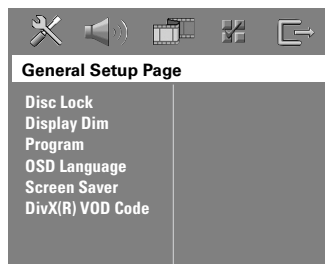 General Setup Page
Disc Lock
Display Dim
Program
OSD Language
Screen Saver
DivX(R) VOD Code